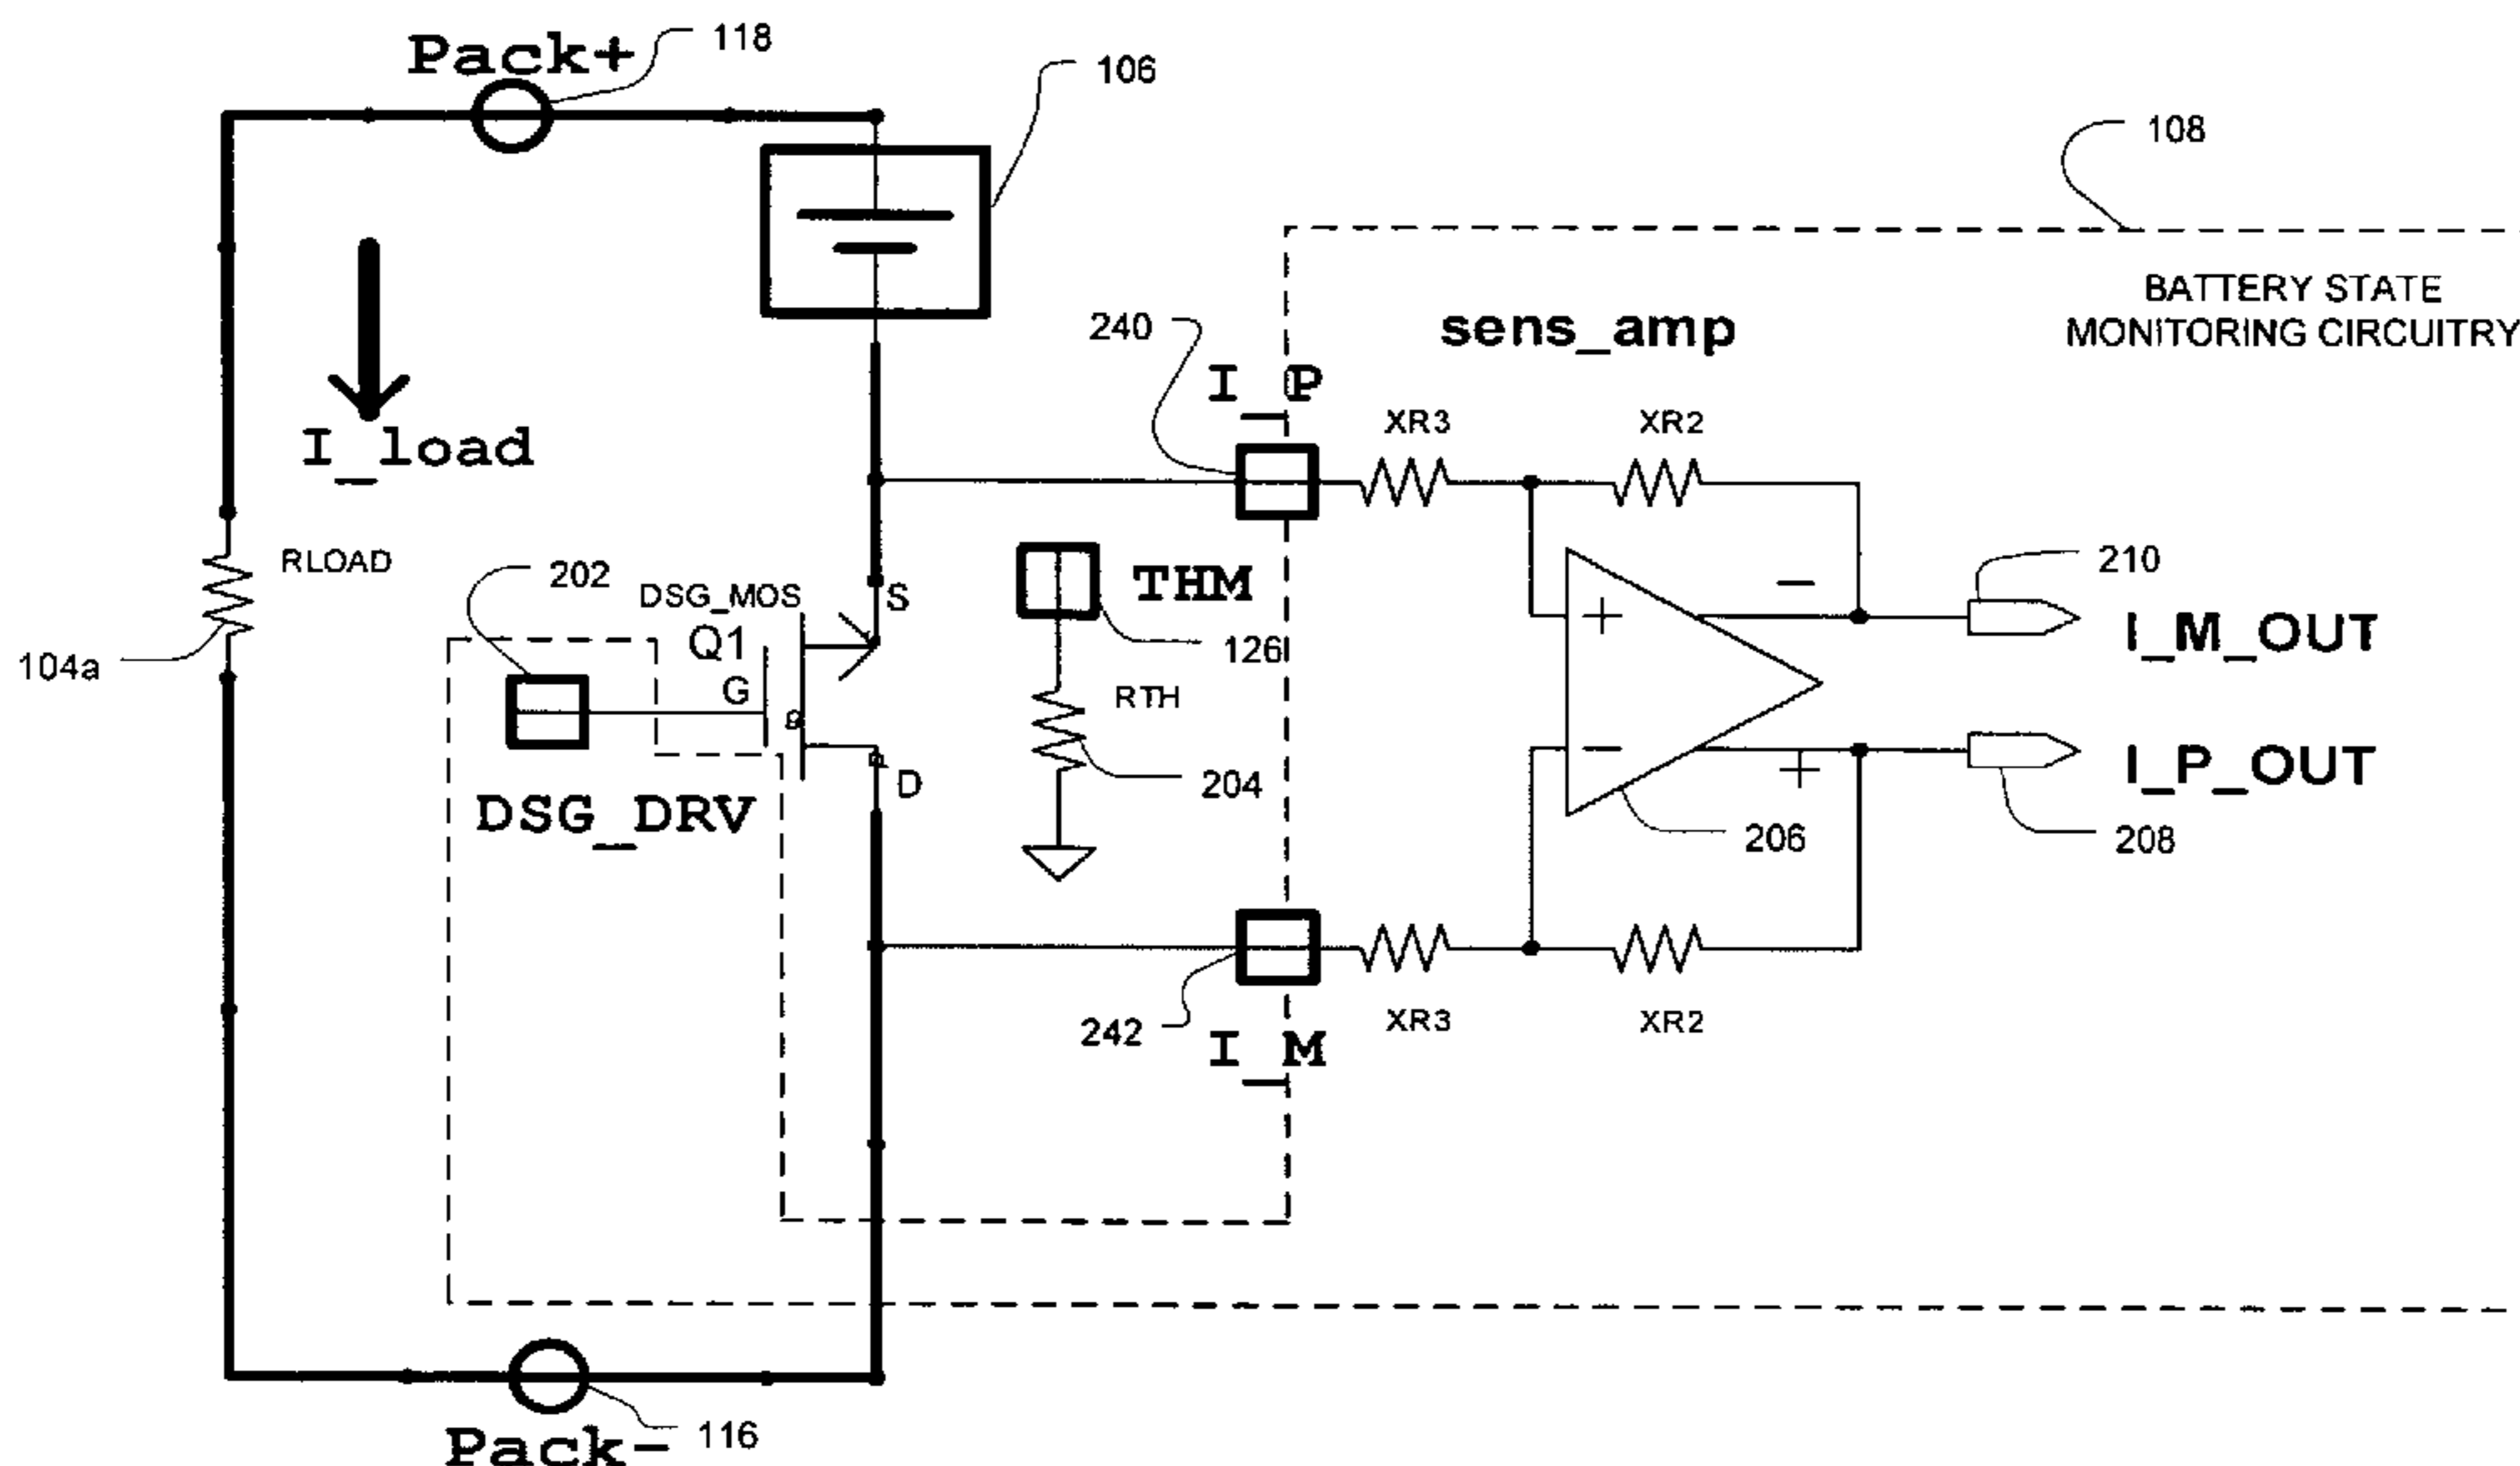 Pack+
118
106
108
BATTERY STATE
MONITORING CIRCUITRY
sens_amp
240
I_P
XR3
XR2
I_load
RLOAD
202
DSG_MOS
S
THM
210
I_M_OUT
Q1
126
104a
G
RTH
DSG_DRV
D
204
206
I_P_OUT
208
242
I_M
XR3
XR2
Pack-
116